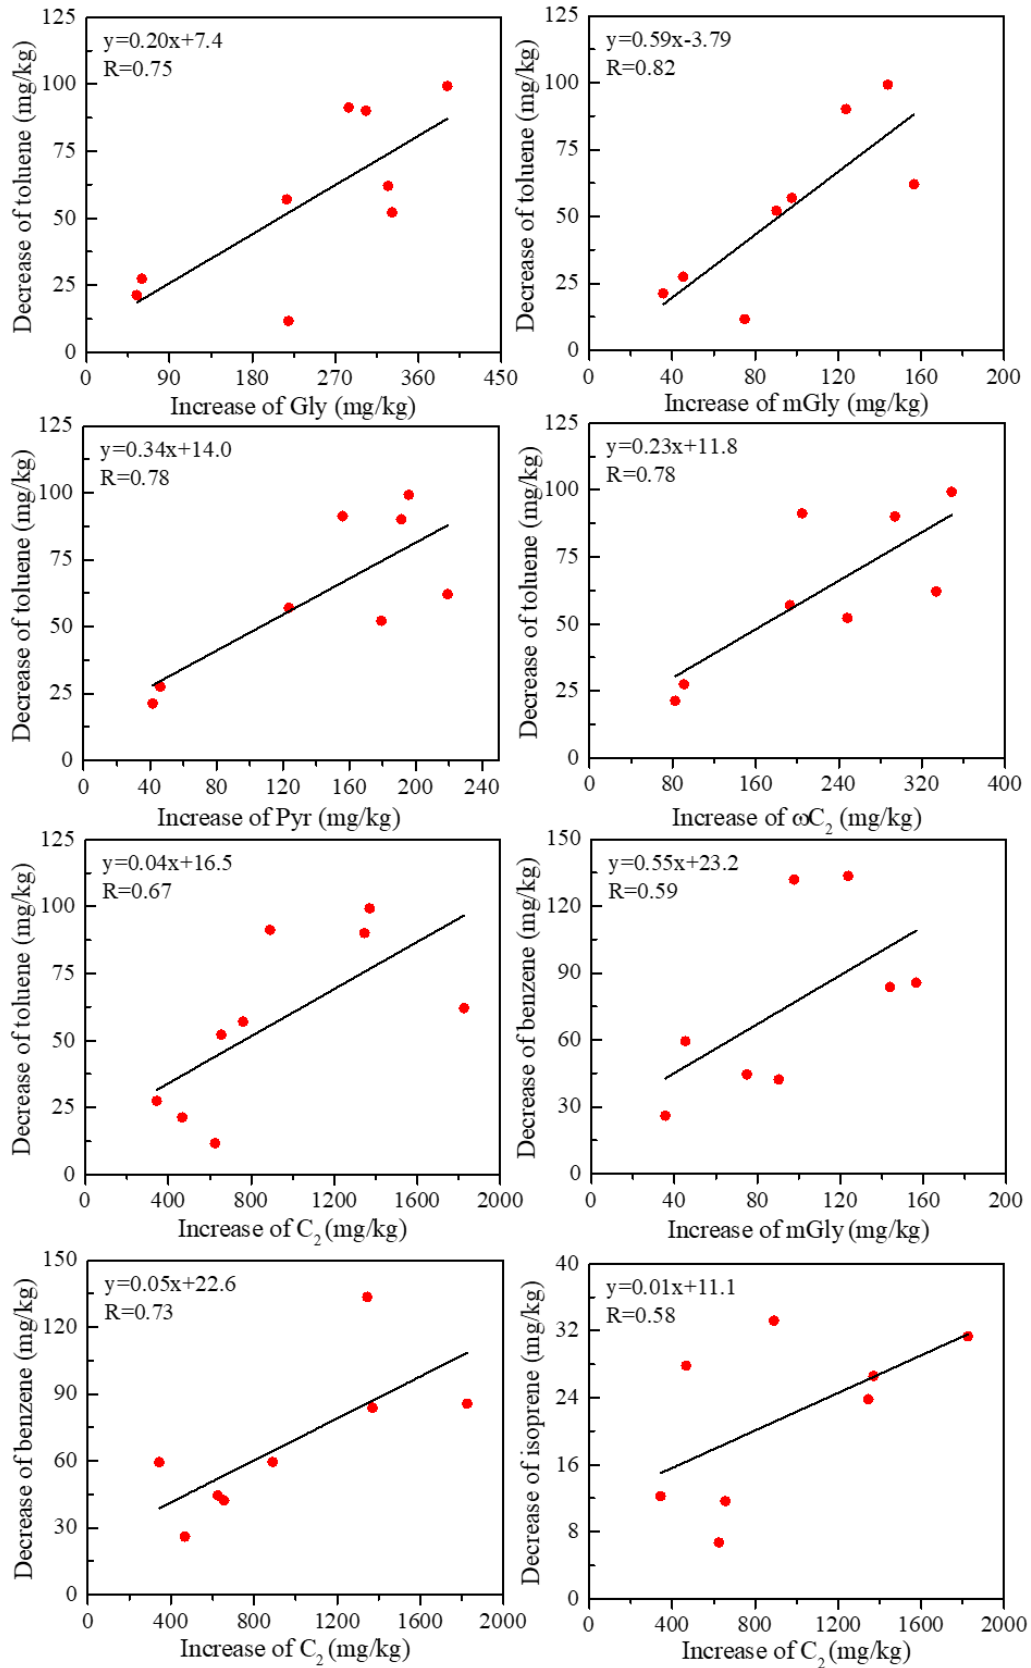 y=0.20x+7.4
R=0.75
Decrease of toluene (mg/kg)
125
100
75
50
25
0
0 90 180 270 360 450
Increase of Gly (mg/kg)
y=0.59x-3.79
R=0.82
Decrease of toluene (mg/kg)
125
100
75
50
25
0
0 40 80 120 160 200
Increase of mGly (mg/kg)
y=0.34x+14.0
R=0.78
Decrease of toluene (mg/kg)
125
100
75
50
25
0
0 40 80 120 160 200 240
Increase of Pyr (mg/kg)
y=0.23x+11.8
R=0.78
Decrease of toluene (mg/kg)
125
100
75
50
25
0
0 80 160 240 320 400
Increase of ωC₂ (mg/kg)
y=0.04x+16.5
R=0.67
Decrease of toluene (mg/kg)
125
100
75
50
25
0
0 400 800 1200 1600 2000
Increase of C₂ (mg/kg)
y=0.55x+23.2
R=0.59
Decrease of benzene (mg/kg)
150
120
90
60
30
0
0 40 80 120 160 200
Increase of mGly (mg/kg)
y=0.05x+22.6
R=0.73
Decrease of benzene (mg/kg)
150
120
90
60
30
0
0 400 800 1200 1600 2000
Increase of C₂ (mg/kg)
y=0.01x+11.1
R=0.58
Decrease of isoprene (mg/kg)
40
32
24
16
8
0
0 400 800 1200 1600 2000
Increase of C₂ (mg/kg)